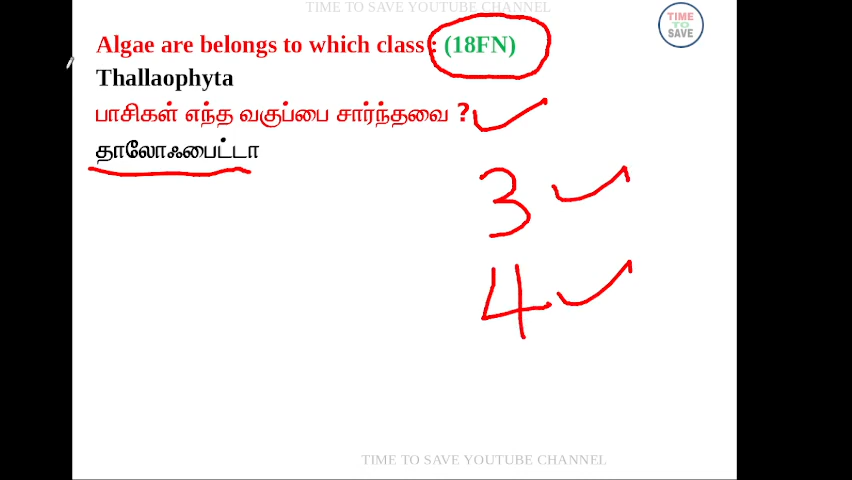 TIME TO SAVE YOUTUBE CHANNEL
TIME
TO
SAVE
Algae are belongs to which class : (18FN)
Thallaophyta
பாசிகள் எந்த வகுப்பை சார்ந்தவை ?
தாலோஃபைட்டா
3
4
TIME TO SAVE YOUTUBE CHANNEL